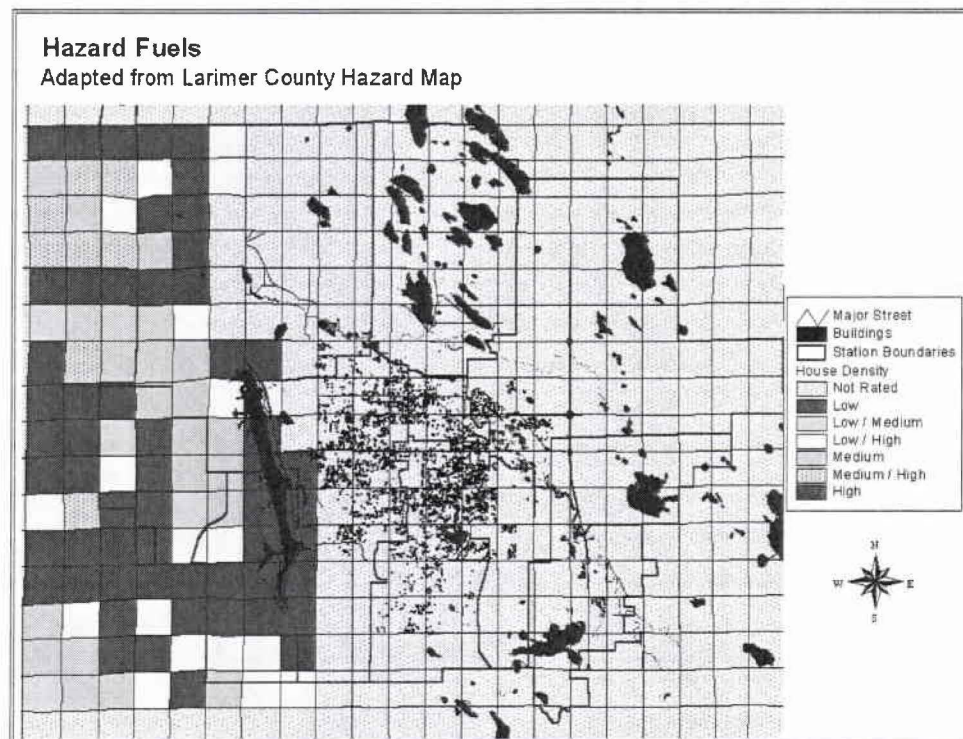 Hazard Fuels
Adapted from Larimer County Hazard Map
Major Street
Buildings
Station Boundaries
House Density
Not Rated
Low
Low / Medium
Low / High
Medium
Medium / High
High
N
W
E
S